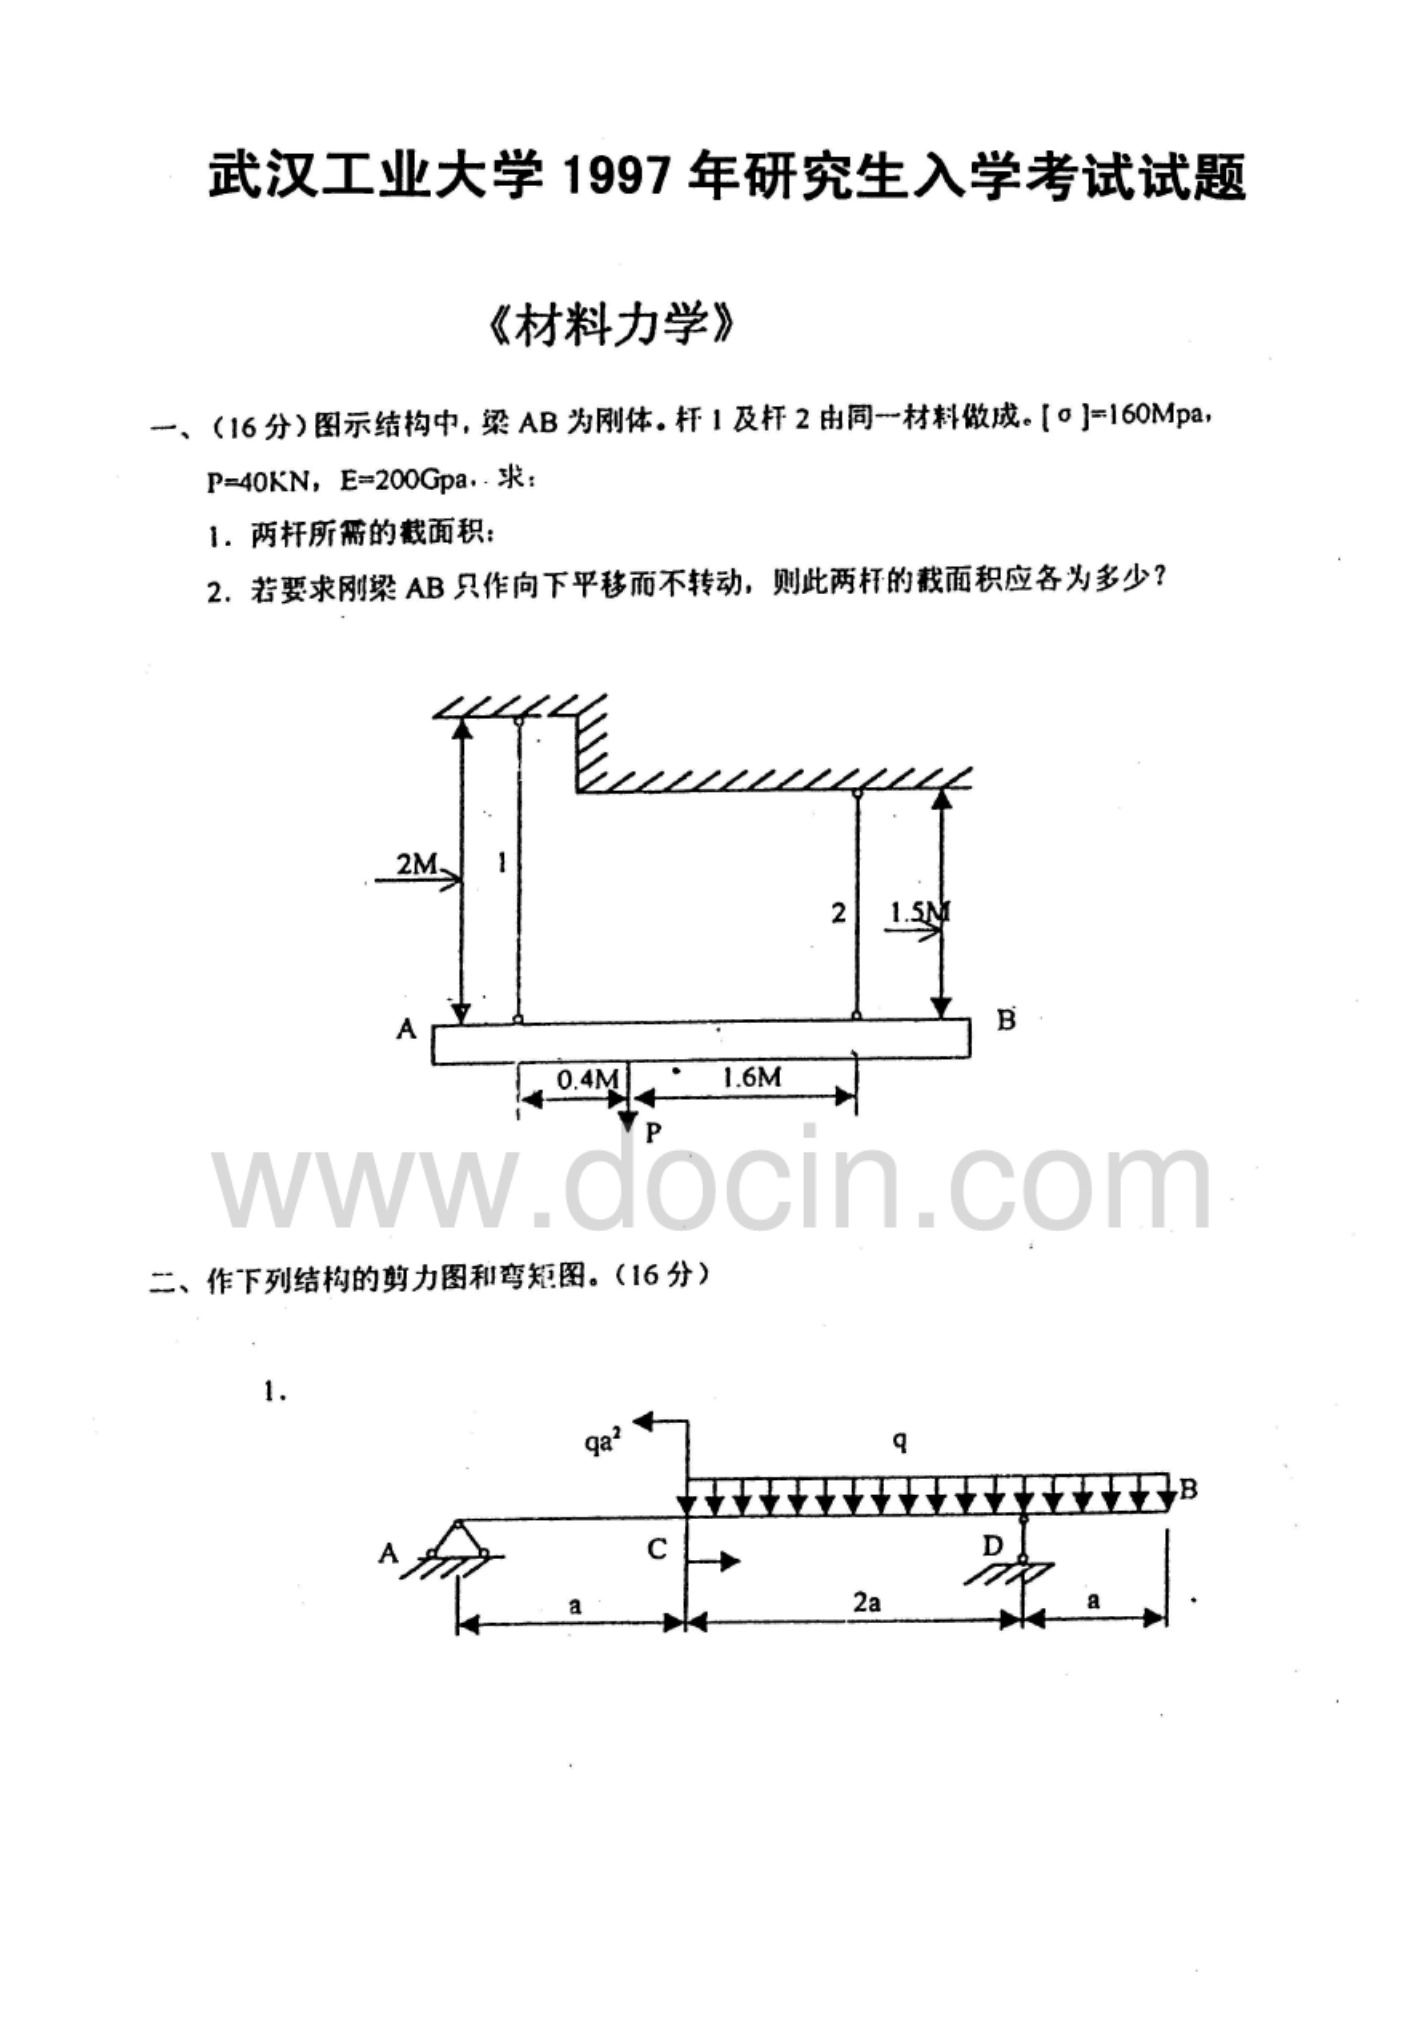 武汉工业大学 1997 年研究生入学考试试题
《材料力学》
一、（16 分）图示结构中，梁 AB 为刚体。杆 1 及杆 2 由同一材料做成。[σ]=160Mpa，
P=40KN，E=200Gpa，求：
1．两杆所需的截面积；
2．若要求刚梁 AB 只作向下平移而不转动，则此两杆的截面积应各为多少？
2M
1
2
1.5M
A
B
0.4M
1.6M
P
www.docin.com
二、作下列结构的剪力图和弯矩图。（16 分）
1．
qa²
q
B
A
C
D
a
2a
a